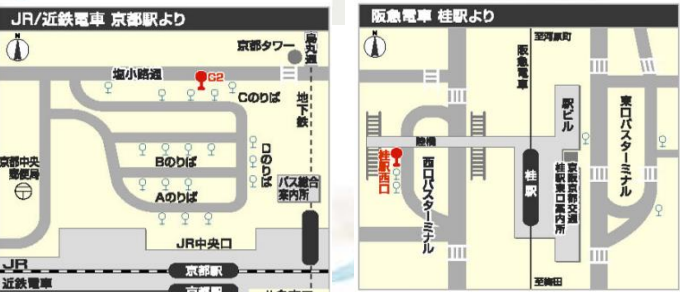 JR/近鉄電車 京都駅より
京都タワー
烏丸通
塩小路通
C2
Cのりば
地下鉄
Bのりば
Dのりば
京都中央
郵便局
Aのりば
バス総合
案内所
JR中央口
JR
京都駅
近鉄電車
京都駅
阪急電車 桂駅より
至河原町
阪急電車
駅ビル
東口バスターミナル
陸橋
桂駅西口
西口バスターミナル
桂駅
京阪京都交通
桂駅東口案内所
至梅田